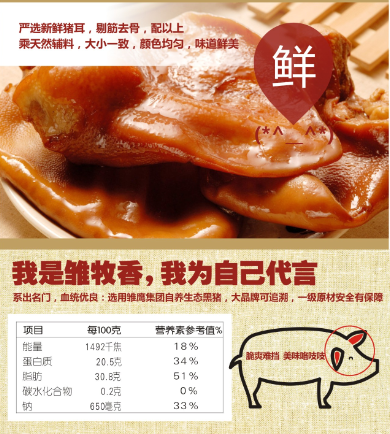 严选新鲜猪耳，剔筋去骨，配以上
乘天然辅料，大小一致，颜色均匀，味道鲜美
鲜
(*^__^*)
我是雏牧香，我为自己代言
系出名门，血统优良：选用雏鹰集团自养生态黑猪，大品牌可追溯，一级原材安全有保障
项目 每100克 营养素参考值%
能量 1492千焦 18%
蛋白质 20.5克 34%
脂肪 30.8克 51%
碳水化合物 0.2克 0%
钠 650毫克 33%
脆爽难挡 美味咯吱吱